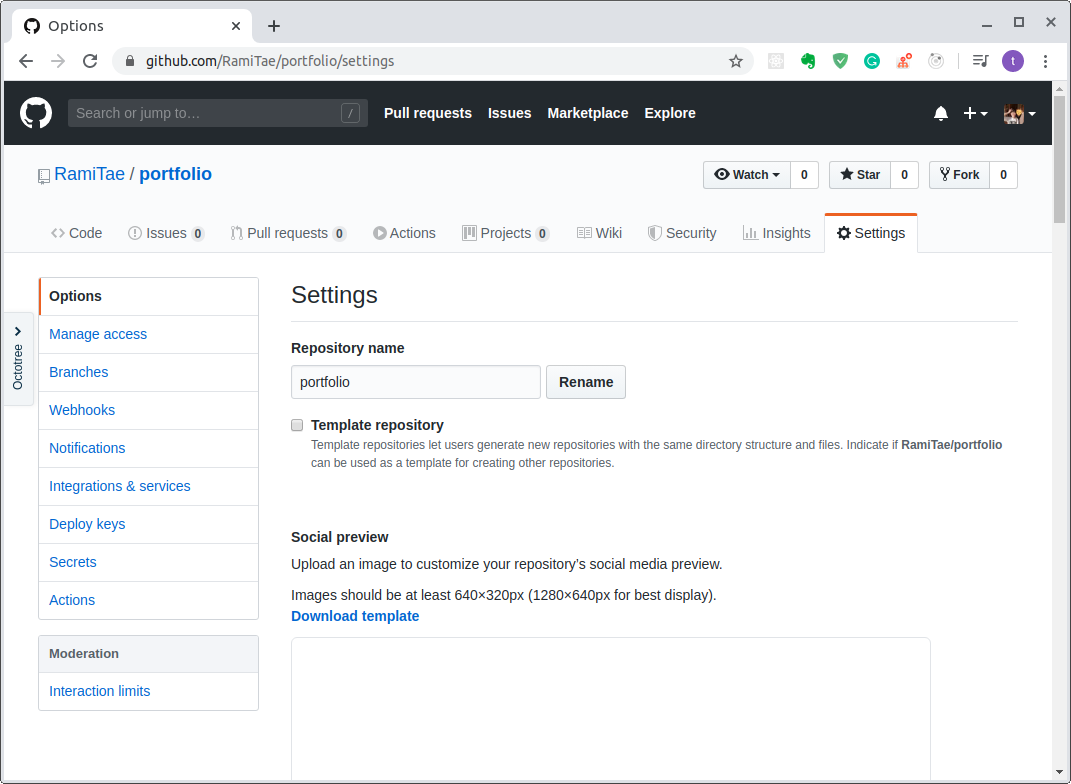 Options
github.com/RamiTae/portfolio/settings
t
Search or jump to…
/
Pull requests
Issues
Marketplace
Explore
RamiTae / portfolio
Watch 0
Star 0
Fork 0
Code
Issues 0
Pull requests 0
Actions
Projects 0
Wiki
Security
Insights
Settings
Octotree
Options
Manage access
Branches
Webhooks
Notifications
Integrations & services
Deploy keys
Secrets
Actions
Moderation
Interaction limits
Settings
Repository name
portfolio
Rename
Template repository
Template repositories let users generate new repositories with the same directory structure and files. Indicate if RamiTae/portfolio
can be used as a template for creating other repositories.
Social preview
Upload an image to customize your repository’s social media preview.
Images should be at least 640×320px (1280×640px for best display).
Download template